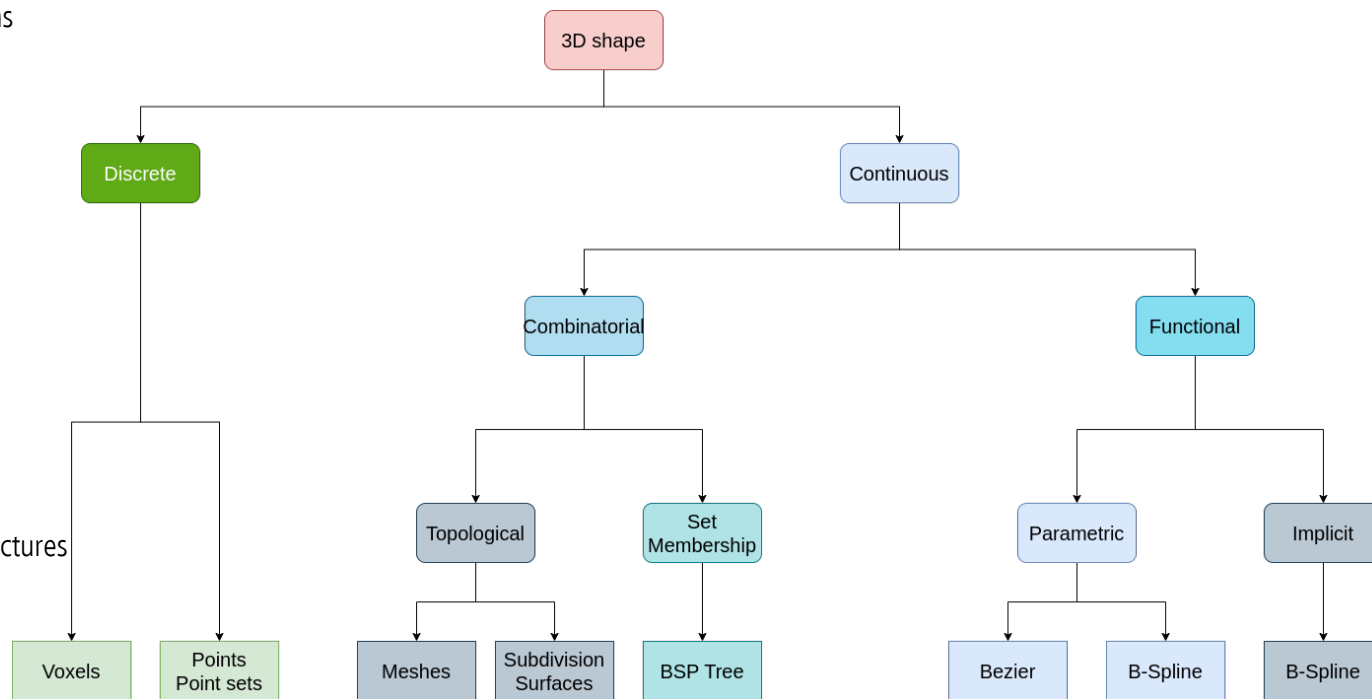 3D shape
Discrete
Continuous
Combinatorial
Functional
Topological
Set
Membership
Parametric
Implicit
ctures
Voxels
Points
Point sets
Meshes
Subdivision
Surfaces
BSP Tree
Bezier
B-Spline
B-Spline